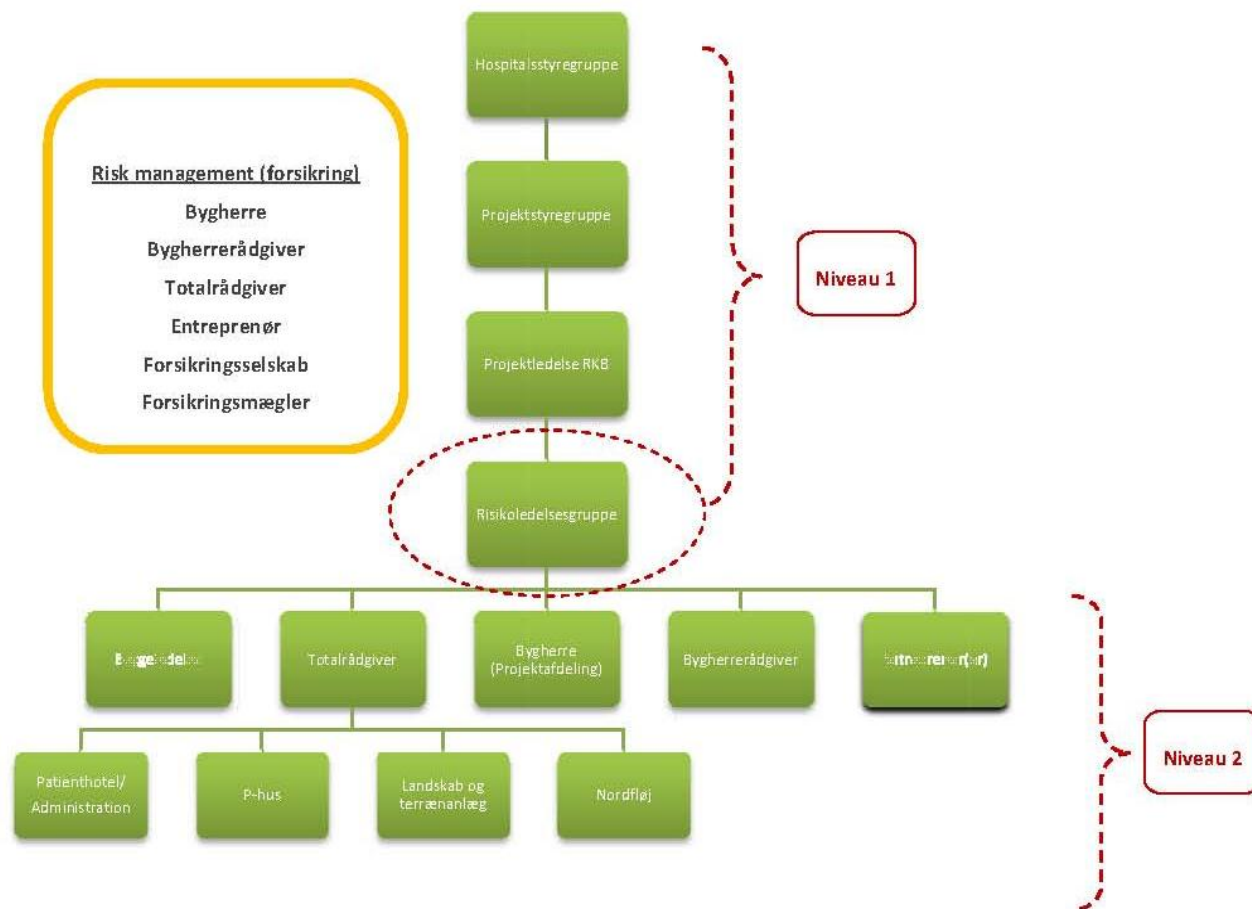 Hospitalsstyregruppe
Risk management (forsikring)
Bygherre
Bygherrerådgiver
Totalrådgiver
Entreprenør
Forsikringsselskab
Forsikringsmægler
Projektstyregruppe
Niveau 1
Projektledelse RKB
Risikoledelsesgruppe
Totalrådgiver
Bygherre
(Projektafdeling)
Bygherrerådgiver
Niveau 2
Patienthotel/
Administration
P-hus
Landskab og
terrænanlæg
Nordfløj